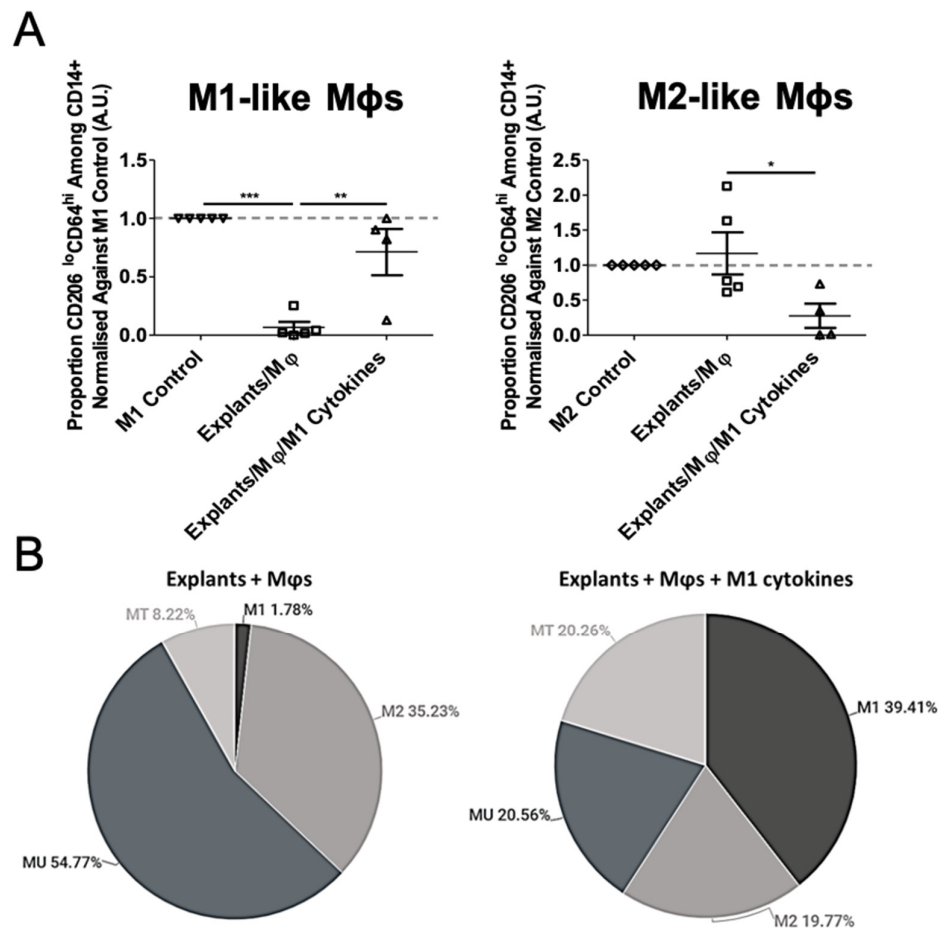 A
M1-like Mϕs
Proportion CD206 loCD64hi Among CD14+
Normalised Against M1 Control (A.U.)
1.5
1.0
0.5
0.0
***
**
M1 Control
Explants/Mφ
Explants/Mφ/M1 Cytokines
M2-like Mϕs
Proportion CD206 loCD64hi Among CD14+
Normalised Against M2 Control (A.U.)
2.5
2.0
1.5
1.0
0.5
0.0
*
M2 Control
Explants/Mφ
Explants/Mφ/M1 Cytokines
B
Explants + Mφs
MT 8.22%
M1 1.78%
M2 35.23%
MU 54.77%
Explants + Mφs + M1 cytokines
MT 20.26%
M1 39.41%
MU 20.56%
M2 19.77%